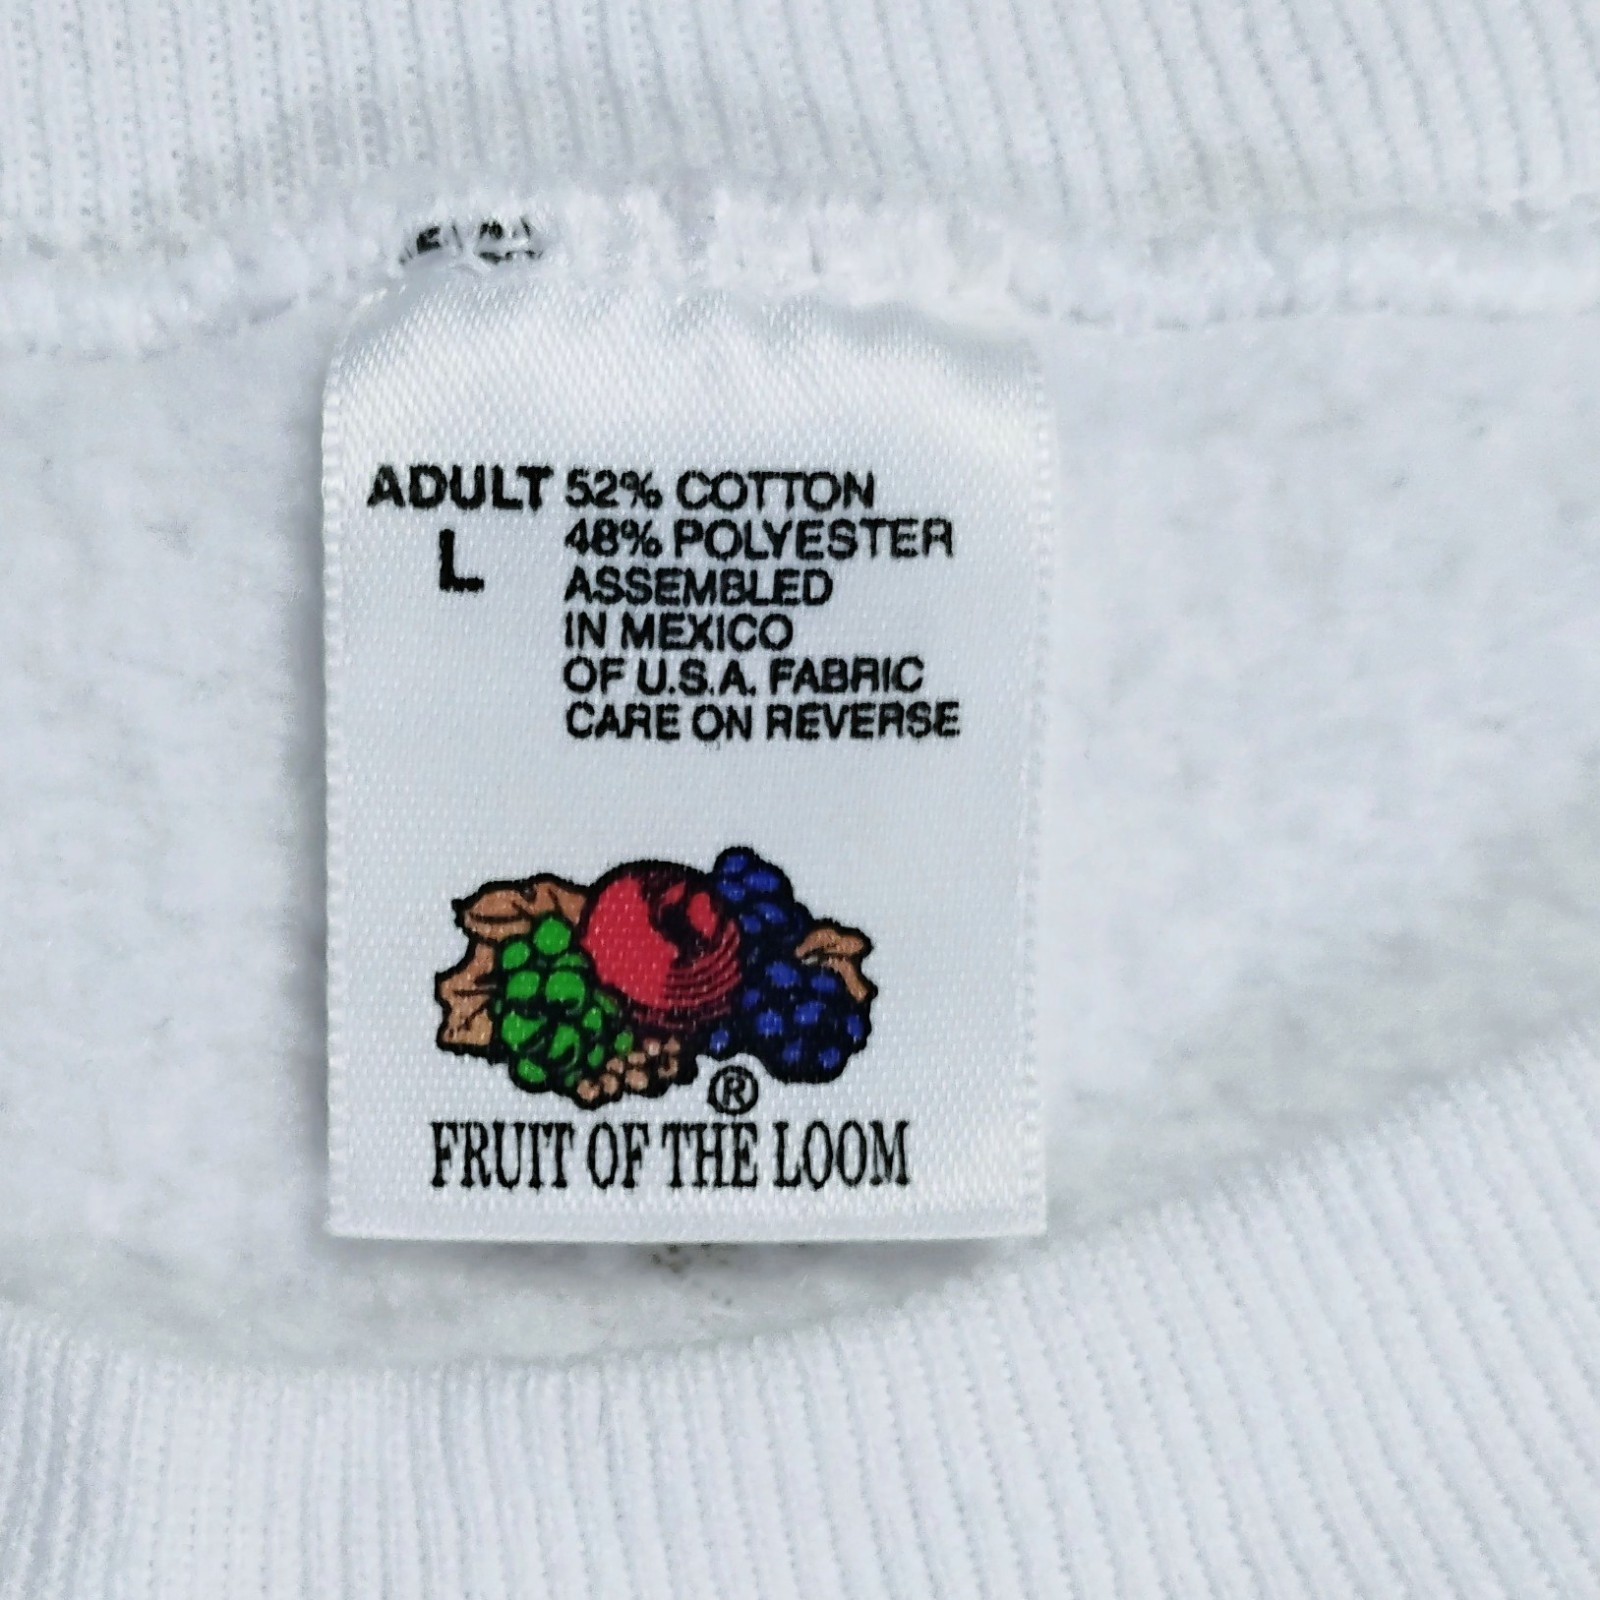 ADULT 52% COTTON
L 48% POLYESTER
ASSEMBLED
IN MEXICO
OF U.S.A. FABRIC
CARE ON REVERSE
®
FRUIT OF THE LOOM